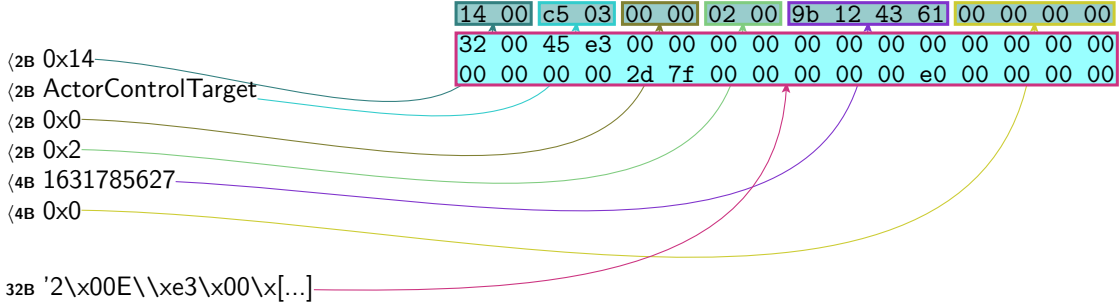 14 00 c5 03 00 00 02 00 9b 12 43 61 00 00 00 00
32 00 45 e3 00 00 00 00 00 00 00 00 00 00 00 00
00 00 00 00 2d 7f 00 00 00 00 00 e0 00 00 00 00
⟨2B 0x14
⟨2B ActorControlTarget
⟨2B 0x0
⟨2B 0x2
⟨4B 1631785627
⟨4B 0x0
32B '2\x00E\\xe3\x00\x[...]